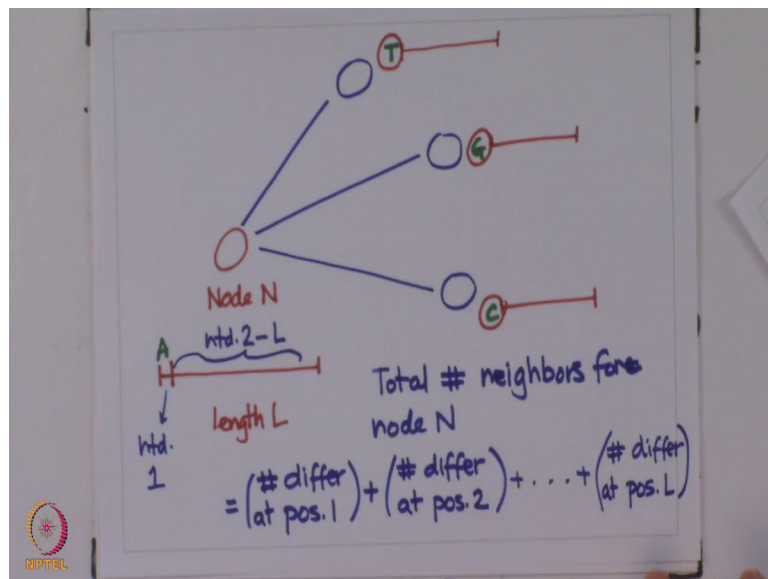 T
G
Node N
C
A
ntd. 2 - L
length L
ntd.
1
Total # neighbors for
node N
= (# differ at pos. 1) + (# differ at pos. 2) + . . . . + (# differ at pos. L)
NPTEL